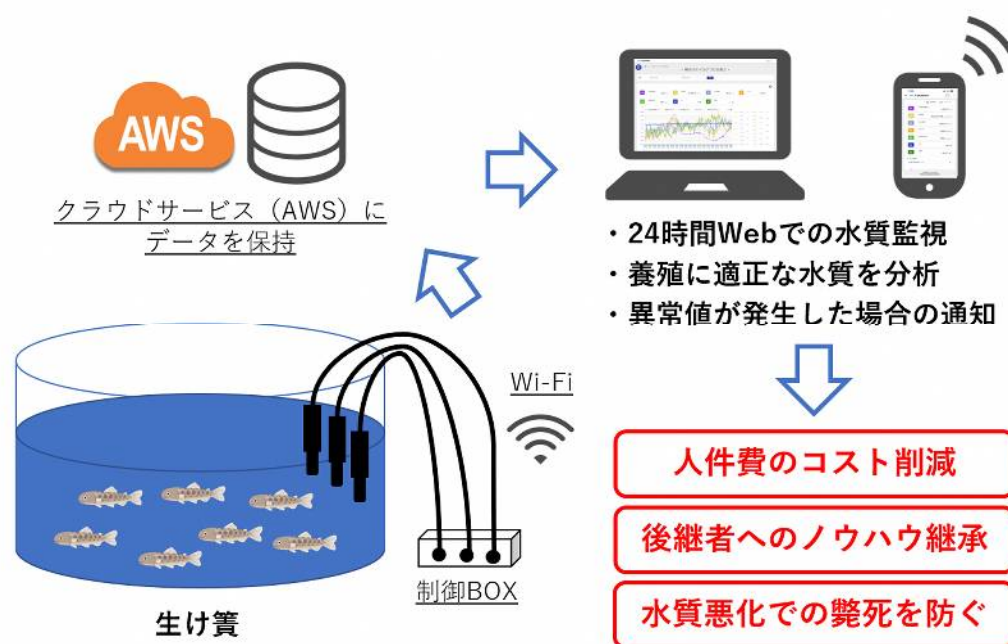 AWS
クラウドサービス（AWS）に
データを保持
・24時間Webでの水質監視
・養殖に適正な水質を分析
・異常値が発生した場合の通知
Wi-Fi
制御BOX
生け簀
人件費のコスト削減
後継者へのノウハウ継承
水質悪化での斃死を防ぐ